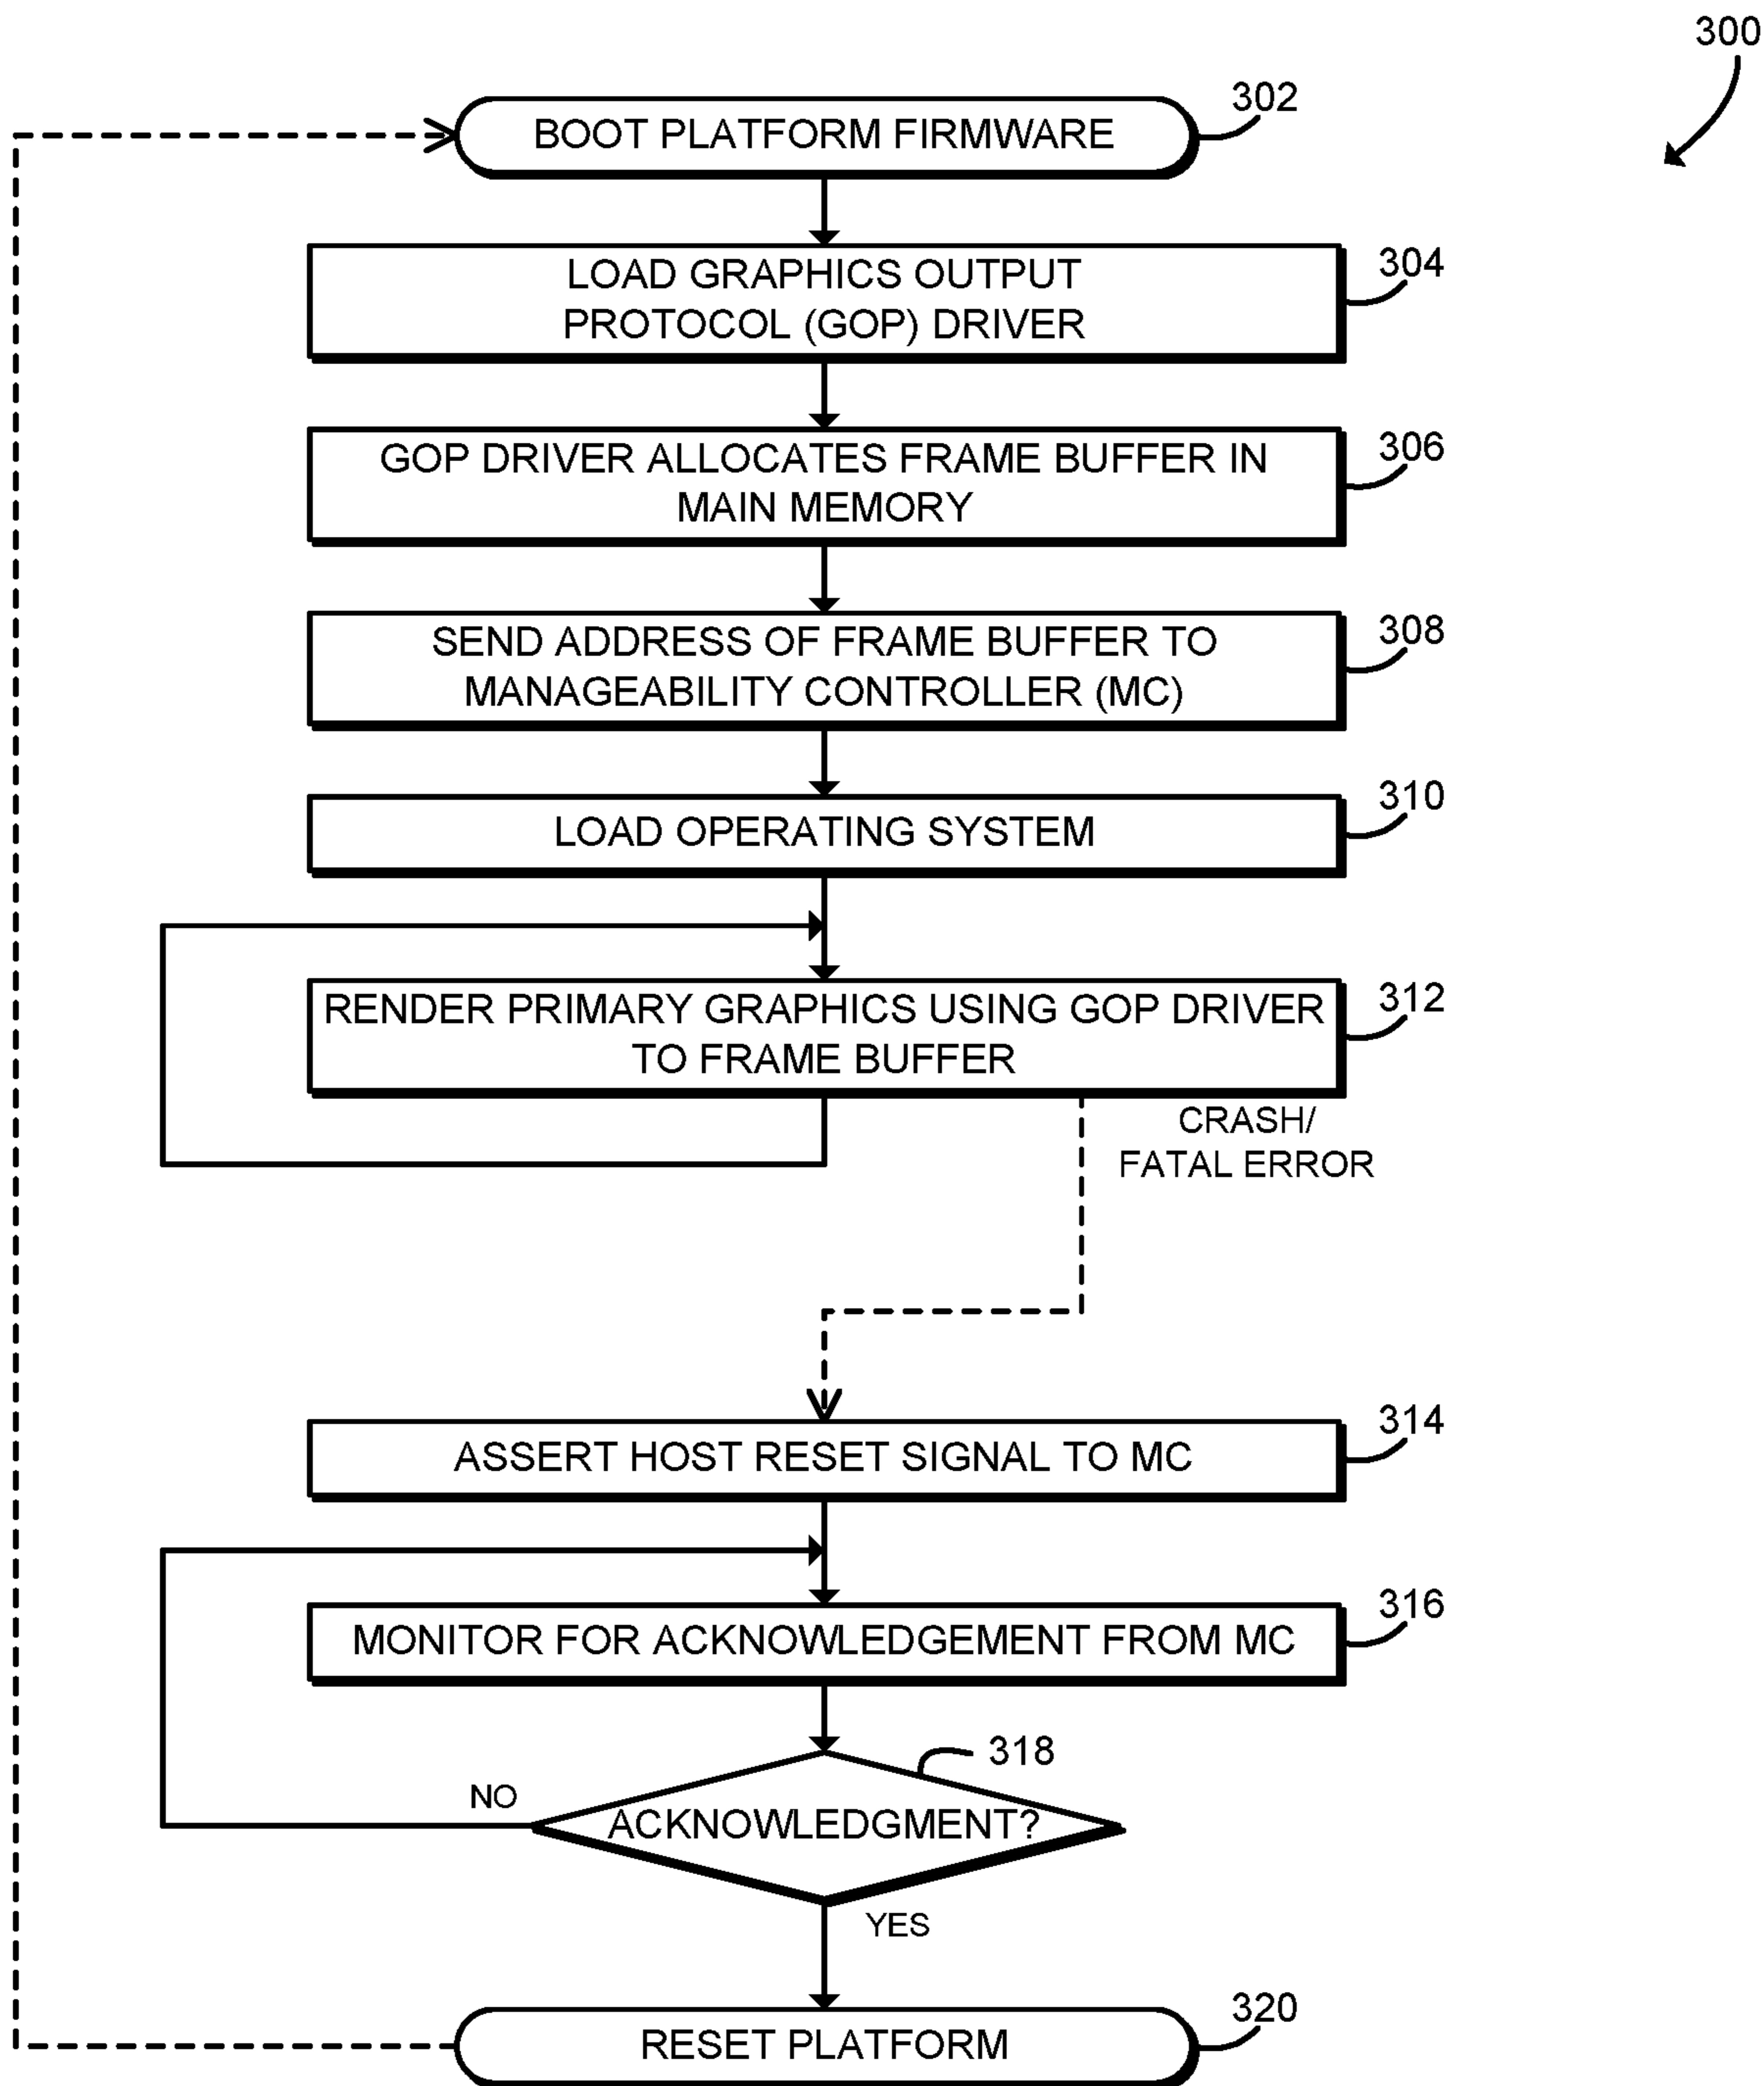 300
302
BOOT PLATFORM FIRMWARE
304
LOAD GRAPHICS OUTPUT
PROTOCOL (GOP) DRIVER
306
GOP DRIVER ALLOCATES FRAME BUFFER IN
MAIN MEMORY
308
SEND ADDRESS OF FRAME BUFFER TO
MANAGEABILITY CONTROLLER (MC)
310
LOAD OPERATING SYSTEM
312
RENDER PRIMARY GRAPHICS USING GOP DRIVER
TO FRAME BUFFER
CRASH/
FATAL ERROR
314
ASSERT HOST RESET SIGNAL TO MC
316
MONITOR FOR ACKNOWLEDGEMENT FROM MC
318
NO
ACKNOWLEDGMENT?
YES
320
RESET PLATFORM